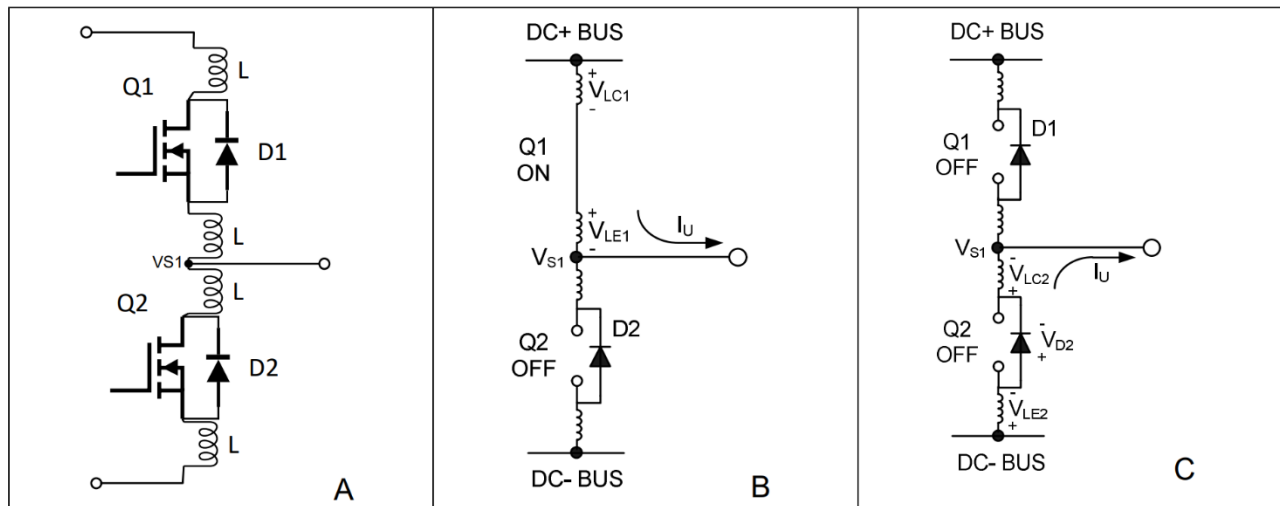 L
Q1
D1
L
VS1
L
Q2
D2
L
A
DC+ BUS
+
VLC1
-
Q1
ON
+
VLE1
-
IU
VS1
D2
Q2
OFF
DC- BUS
B
DC+ BUS
D1
Q1
OFF
VS1
-
VLC2
+
IU
Q2
OFF
-
VD2
+
-
VLE2
+
DC- BUS
C